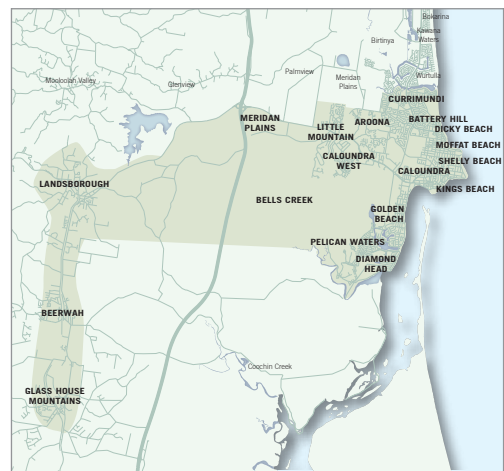 Bokarina
Kawana
Waters
Birtinya
Mooloolah Valley
Glenview
Palmview
Meridan
Plains
Wurtulla
CURRIMUNDI
MERIDAN
PLAINS
LITTLE
MOUNTAIN
AROONA
BATTERY HILL
DICKY BEACH
MOFFAT BEACH
CALOUNDRA
WEST
SHELLY BEACH
CALOUNDRA
LANDSBOROUGH
KINGS BEACH
BELLS CREEK
GOLDEN
BEACH
PELICAN WATERS
DIAMOND
HEAD
BEERWAH
Coochin Creek
GLASS HOUSE
MOUNTAINS